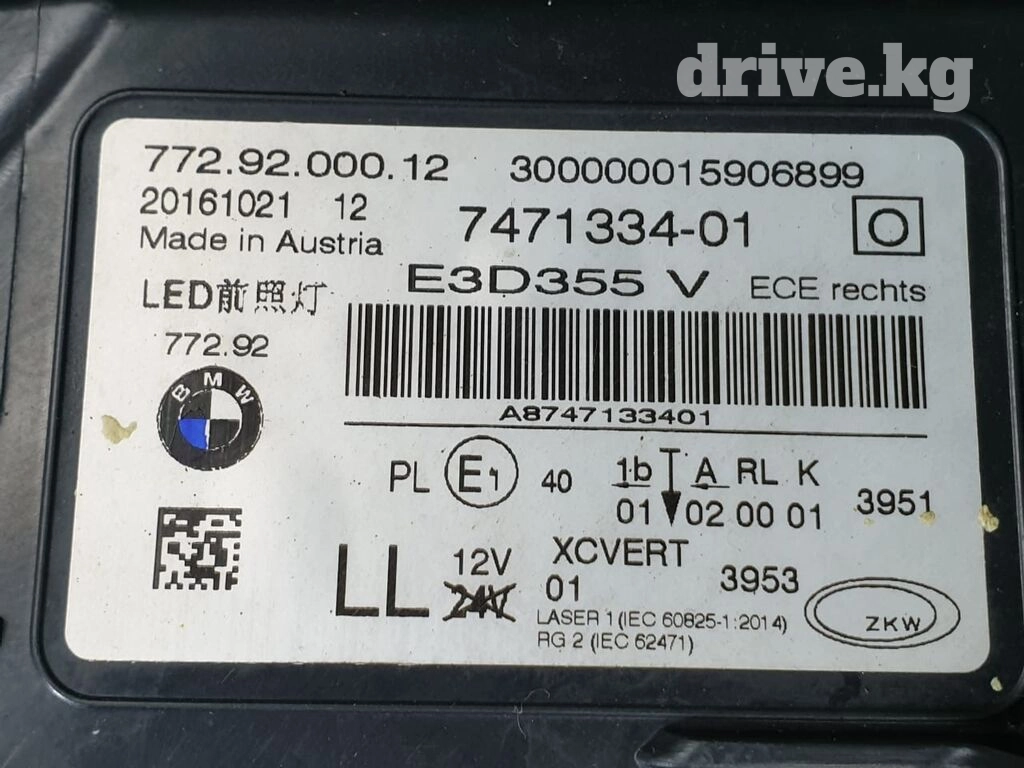 drive.kg
772.92.000.12 300000015906899
20161021 12 7471334-01
Made in Austria
E3D355 V ECE rechts
LED前照灯
772.92
BMW
A8747133401
PL E1 40 1b A RL K
01 02 00 01 3951
LL 12V XCVERT
24V 01 3953
LASER 1 (IEC 60825-1:2014)
RG 2 (IEC 62471)
ZKW